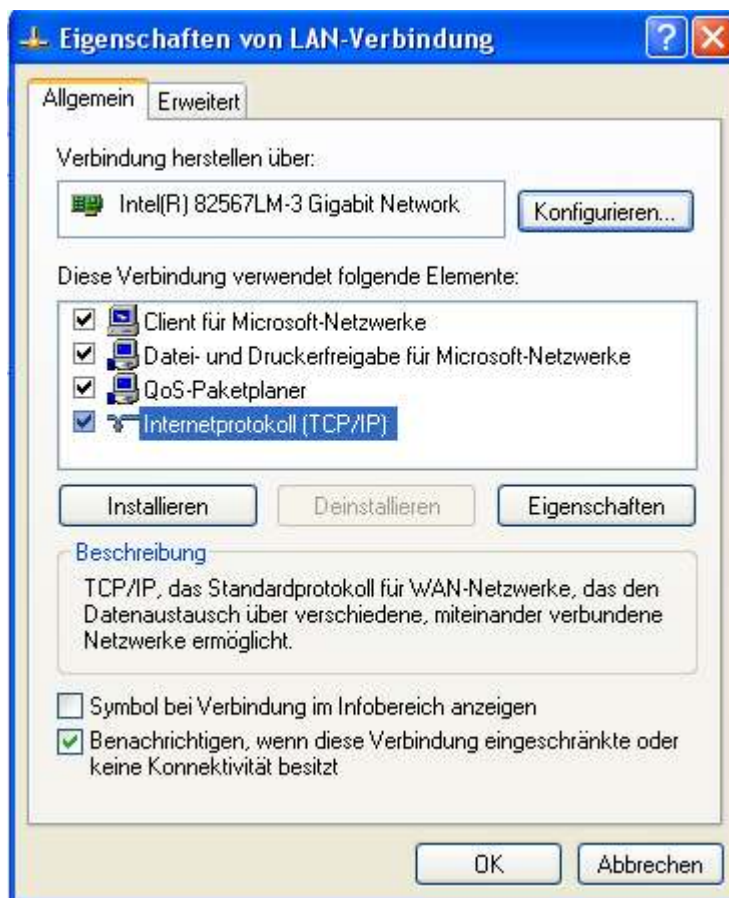 Eigenschaften von LAN-Verbindung
Allgemein
Erweitert
Verbindung herstellen über:
Intel(R) 82567LM-3 Gigabit Network
Konfigurieren...
Diese Verbindung verwendet folgende Elemente:
Client für Microsoft-Netzwerke
Datei- und Druckerfreigabe für Microsoft-Netzwerke
QoS-Paketplaner
Internetprotokoll (TCP/IP)
Installieren
Deinstallieren
Eigenschaften
Beschreibung
TCP/IP, das Standardprotokoll für WAN-Netzwerke, das den
Datenaustausch über verschiedene, miteinander verbundene
Netzwerke ermöglicht.
Symbol bei Verbindung im Infobereich anzeigen
Benachrichtigen, wenn diese Verbindung eingeschränkte oder
keine Konnektivität besitzt
OK
Abbrechen